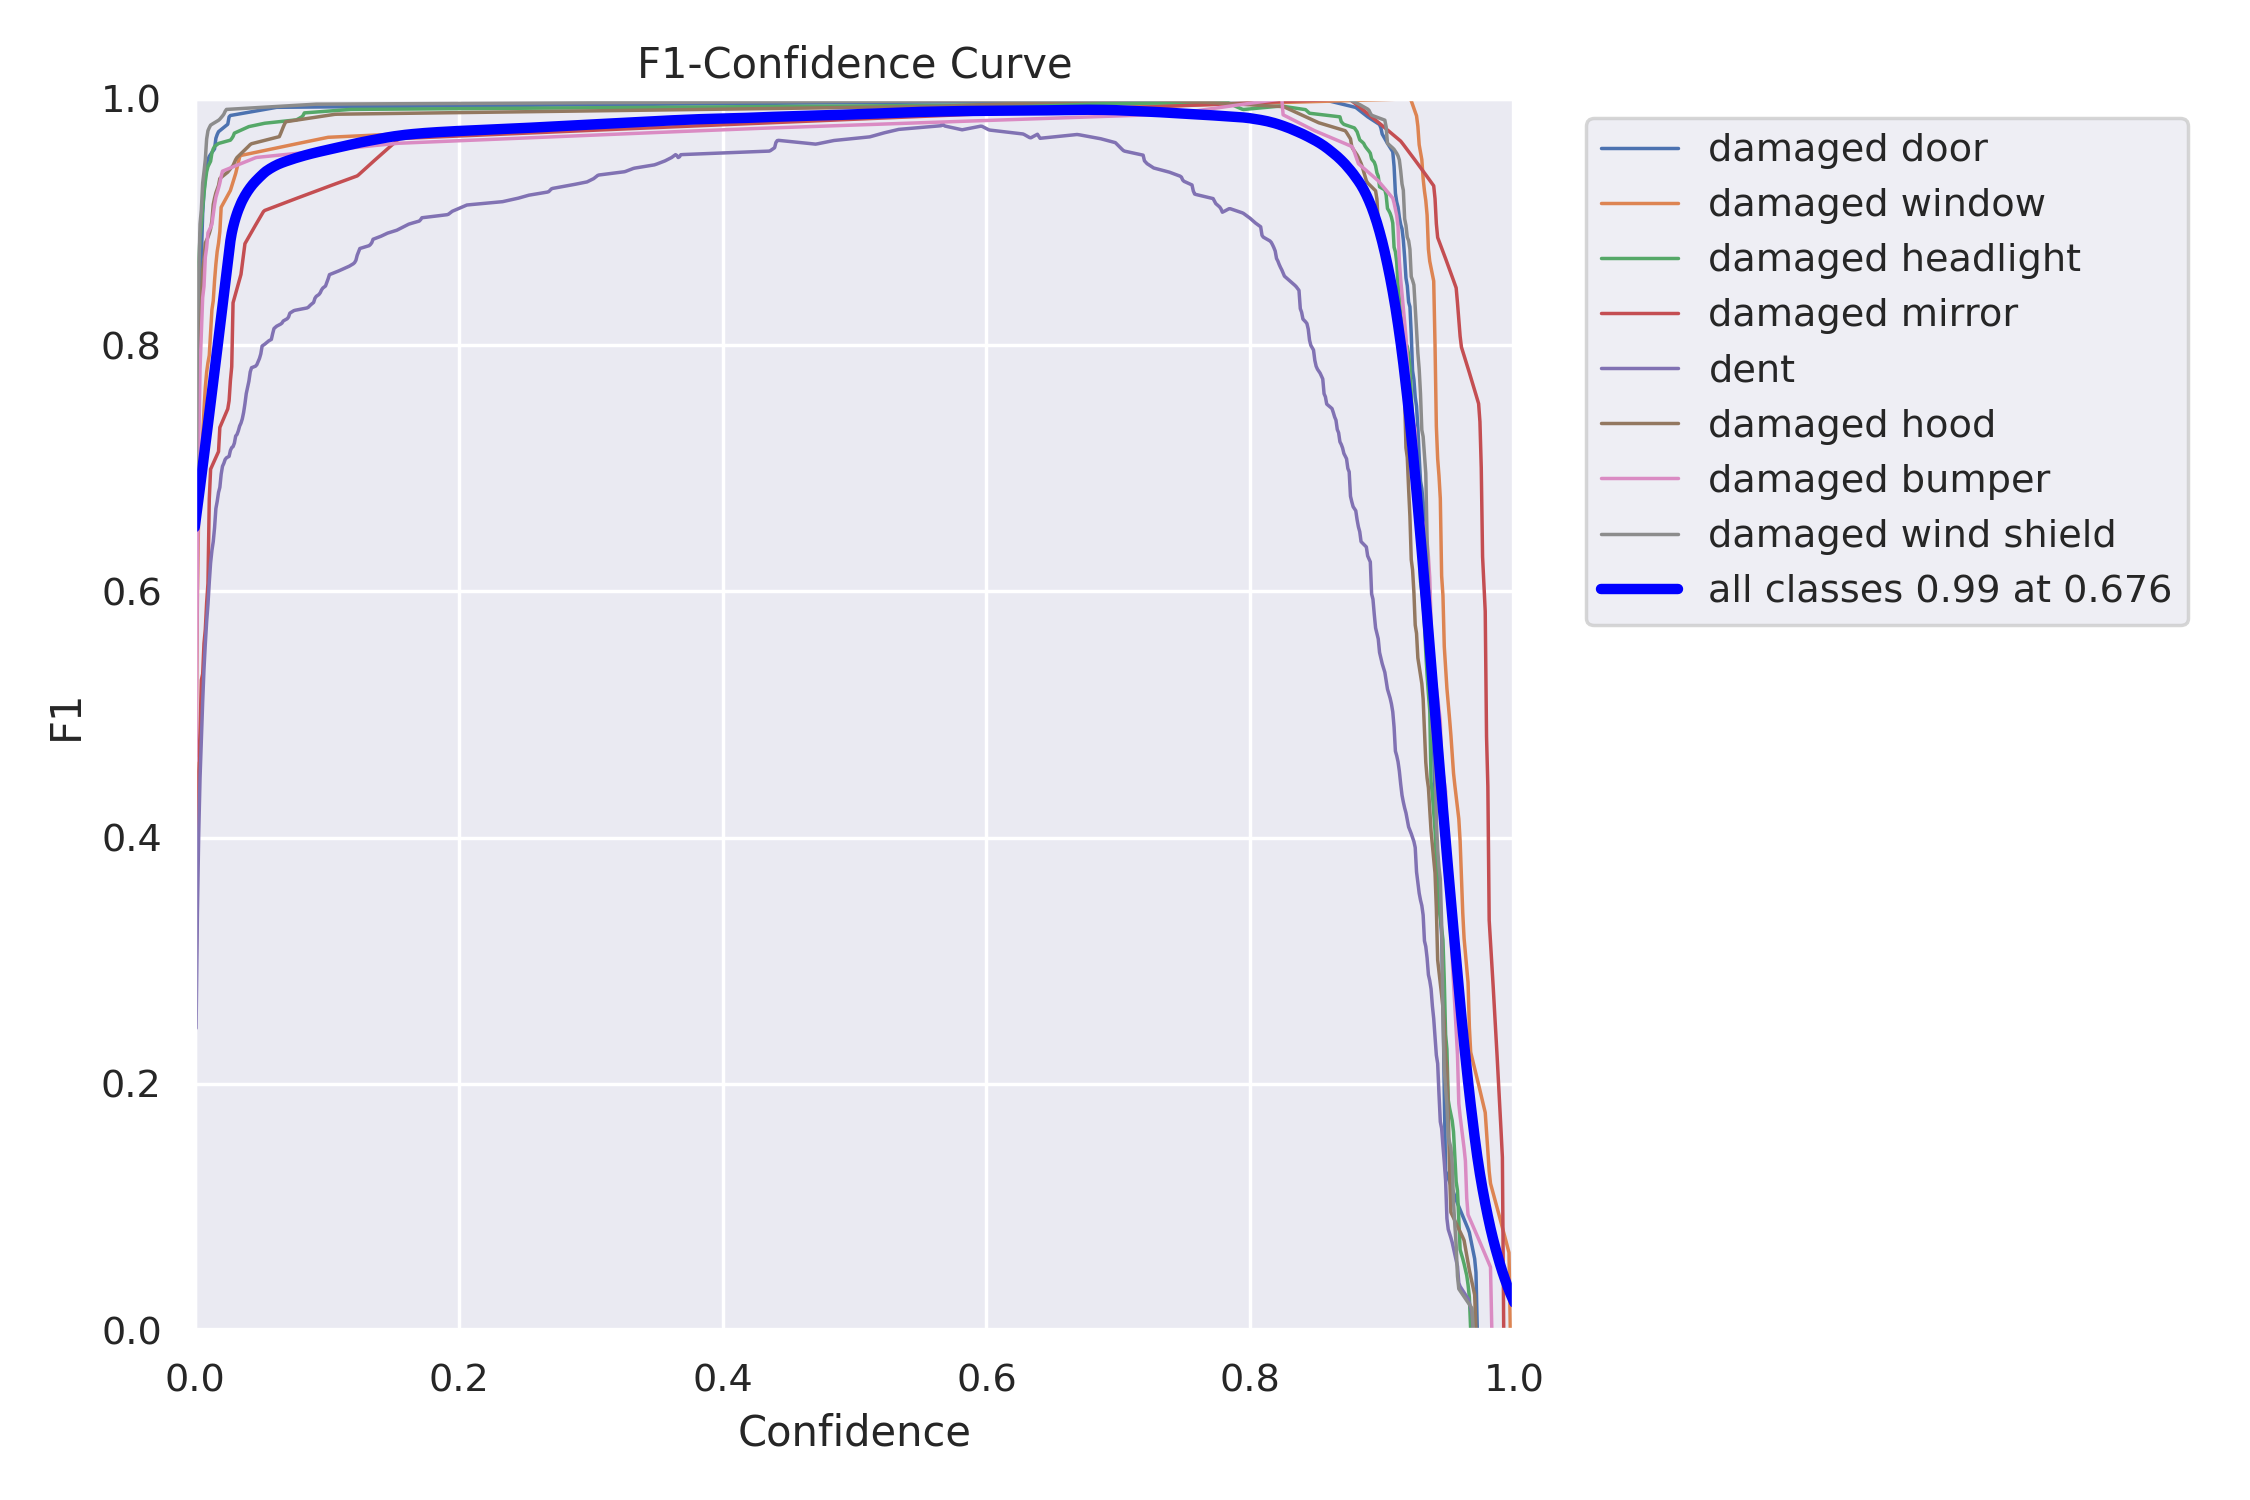 F1-Confidence Curve
1.0
0.8
0.6
0.4
0.2
0.0
F1
0.0 0.2 0.4 0.6 0.8 1.0
Confidence
damaged door
damaged window
damaged headlight
damaged mirror
dent
damaged hood
damaged bumper
damaged wind shield
all classes 0.99 at 0.676